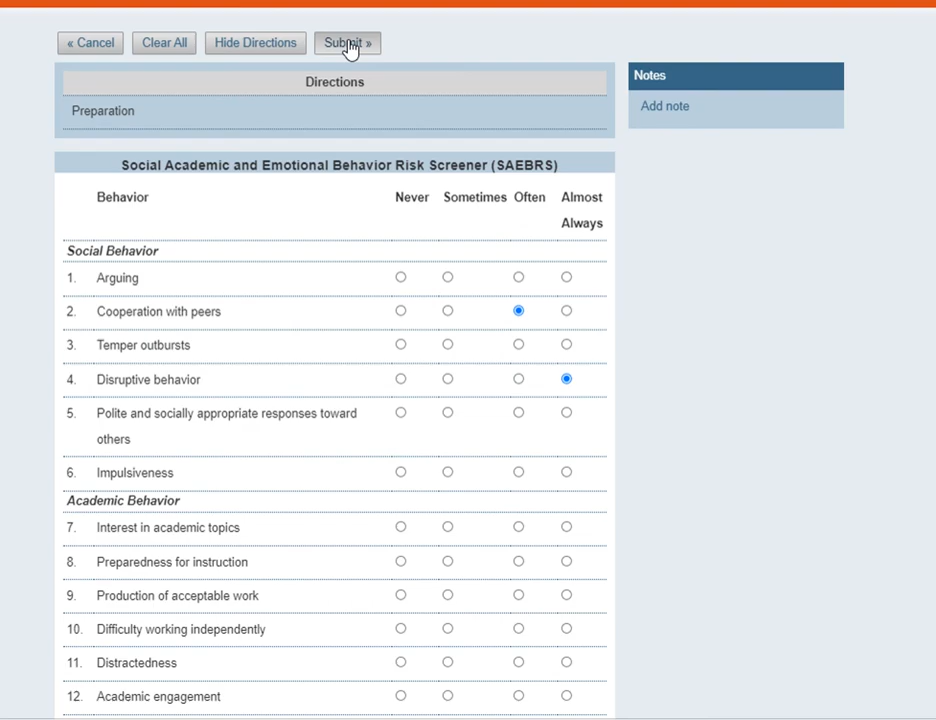 « Cancel Clear All Hide Directions Submit »
Directions
Preparation
Notes
Add note
Social Academic and Emotional Behavior Risk Screener (SAEBRS)
Behavior Never Sometimes Often Almost
Always
Social Behavior
1. Arguing
2. Cooperation with peers
3. Temper outbursts
4. Disruptive behavior
5. Polite and socially appropriate responses toward
others
6. Impulsiveness
Academic Behavior
7. Interest in academic topics
8. Preparedness for instruction
9. Production of acceptable work
10. Difficulty working independently
11. Distractedness
12. Academic engagement